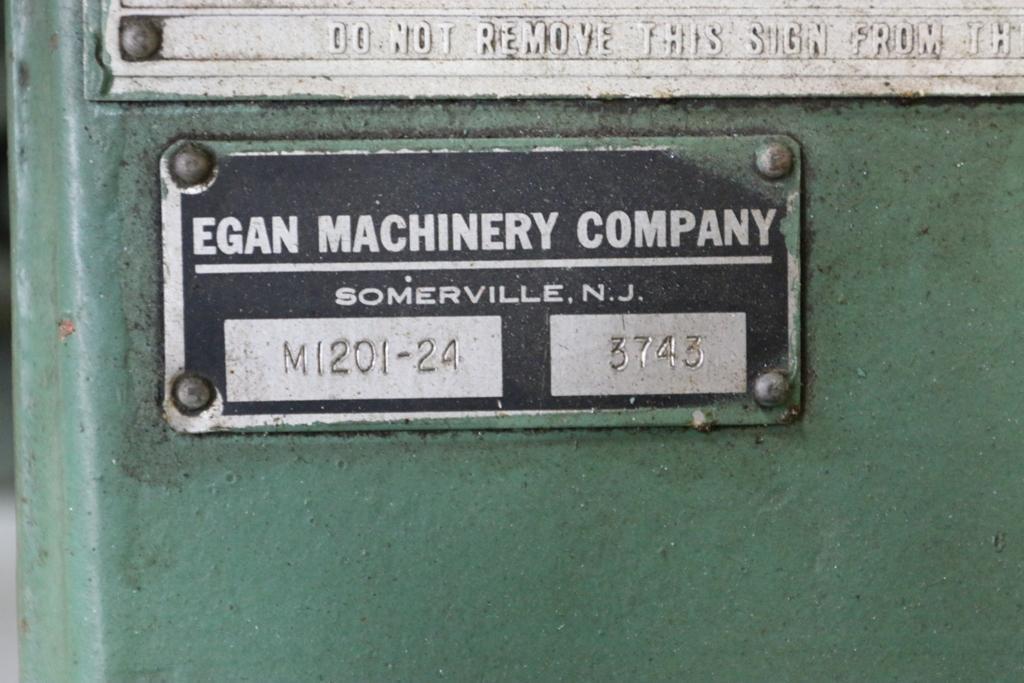 DO NOT REMOVE THIS SIGN FROM TH
EGAN MACHINERY COMPANY
SOMERVILLE, N.J.
M1201-24 3743